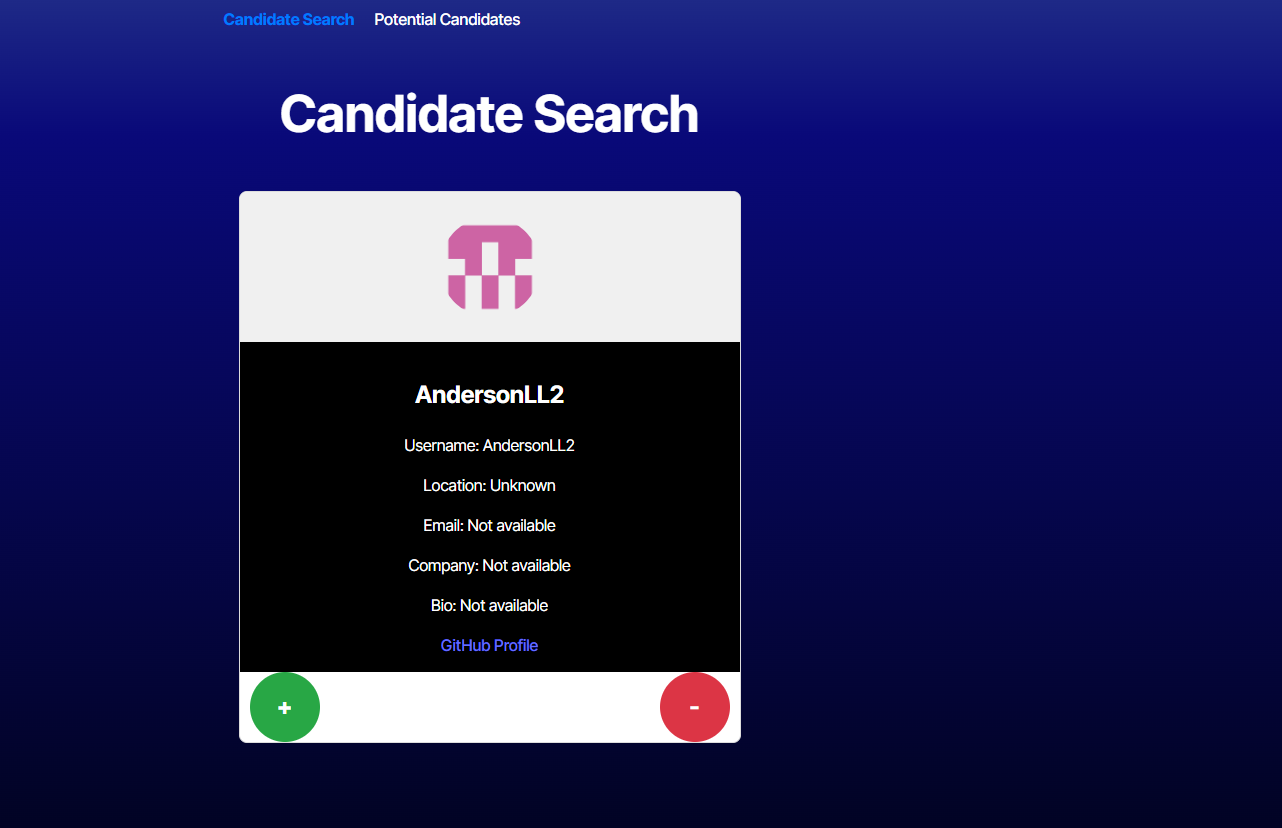 Candidate Search Potential Candidates
Candidate Search
AndersonLL2
Username: AndersonLL2
Location: Unknown
Email: Not available
Company: Not available
Bio: Not available
GitHub Profile
+ -